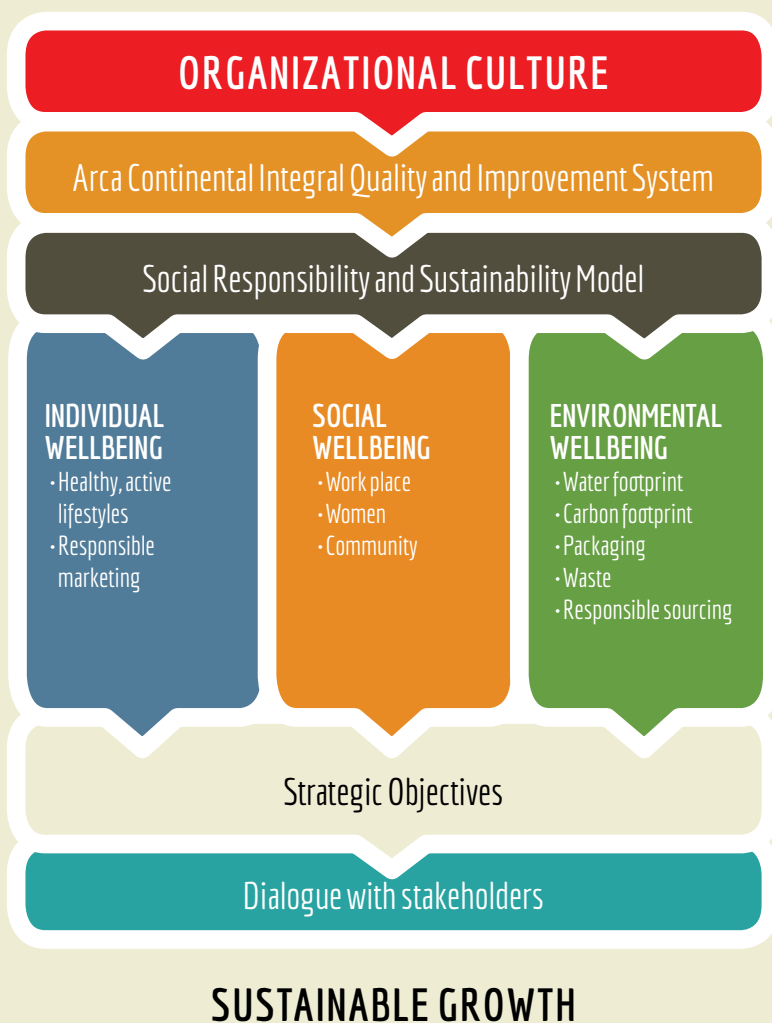 ORGANIZATIONAL CULTURE
Arca Continental Integral Quality and Improvement System
Social Responsibility and Sustainability Model
INDIVIDUAL
WELLBEING
· Healthy, active
lifestyles
· Responsible
marketing
SOCIAL
WELLBEING
· Work place
· Women
· Community
ENVIRONMENTAL
WELLBEING
· Water footprint
· Carbon footprint
· Packaging
· Waste
· Responsible sourcing
Strategic Objectives
Dialogue with stakeholders
SUSTAINABLE GROWTH